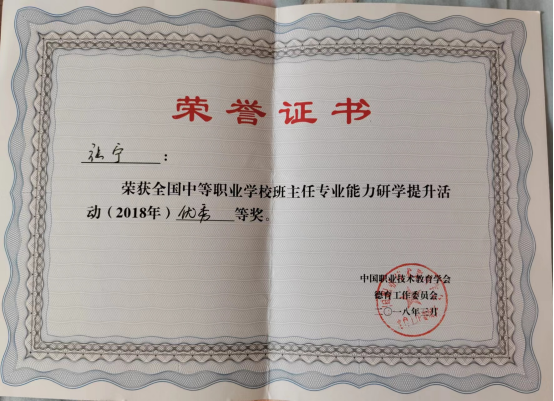 荣誉证书
张宁：
荣获全国中等职业学校班主任专业能力研学提升活
动（2018年）优秀等奖。
中国职业技术教育学会
德育工作委员会
二〇一八年三月